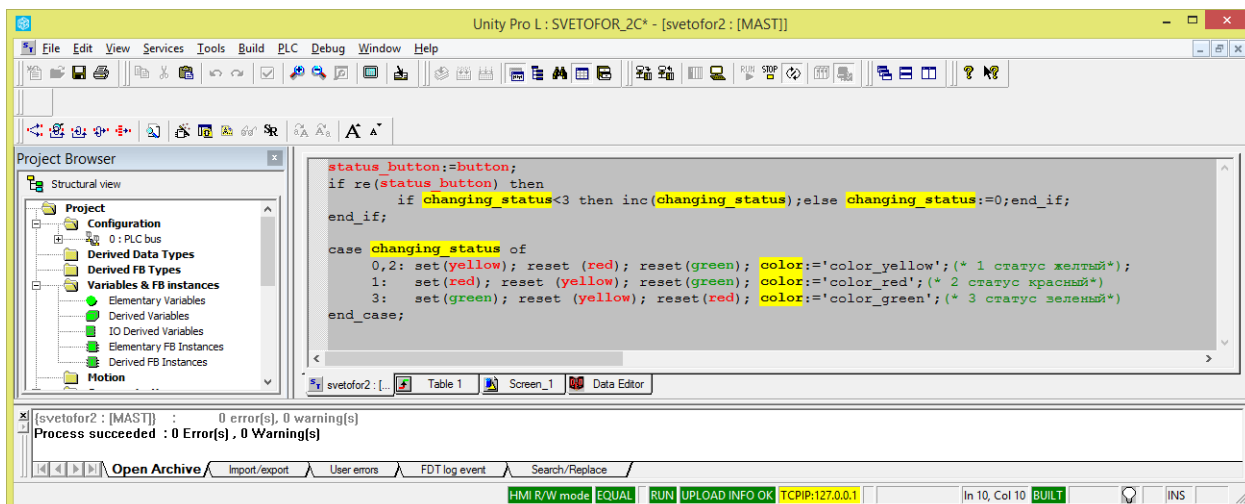 Unity Pro L : SVETOFOR_2C* - [svetofor2 : [MAST]]
File Edit View Services Tools Build PLC Debug Window Help
Project Browser
Structural view
Project
Configuration
0 : PLC bus
Derived Data Types
Derived FB Types
Variables & FB instances
Elementary Variables
Derived Variables
IO Derived Variables
Elementary FB Instances
Derived FB Instances
Motion
status_button:=button;
if re(status_button) then
if changing_status<3 then inc(changing_status);else changing_status:=0;end_if;
end_if;
case changing_status of
0,2: set(yellow); reset (red); reset(green); color:='color_yellow';(* 1 статус желтый*);
1: set(red); reset (yellow); reset(green); color:='color_red';(* 2 статус красный*)
3: set(green); reset (yellow); reset(red); color:='color_green';(* 3 статус зеленый*)
end_case;
svetofor2 : [... Table 1 Screen_1 Data Editor
{svetofor2 : [MAST]} : 0 error(s), 0 warning(s)
Process succeeded : 0 Error(s) , 0 Warning(s)
Open Archive Import/export User errors FDT log event Search/Replace
HMI R/W mode EQUAL RUN UPLOAD INFO OK TCPIP:127.0.0.1 ln 10, Col 10 BUILT INS